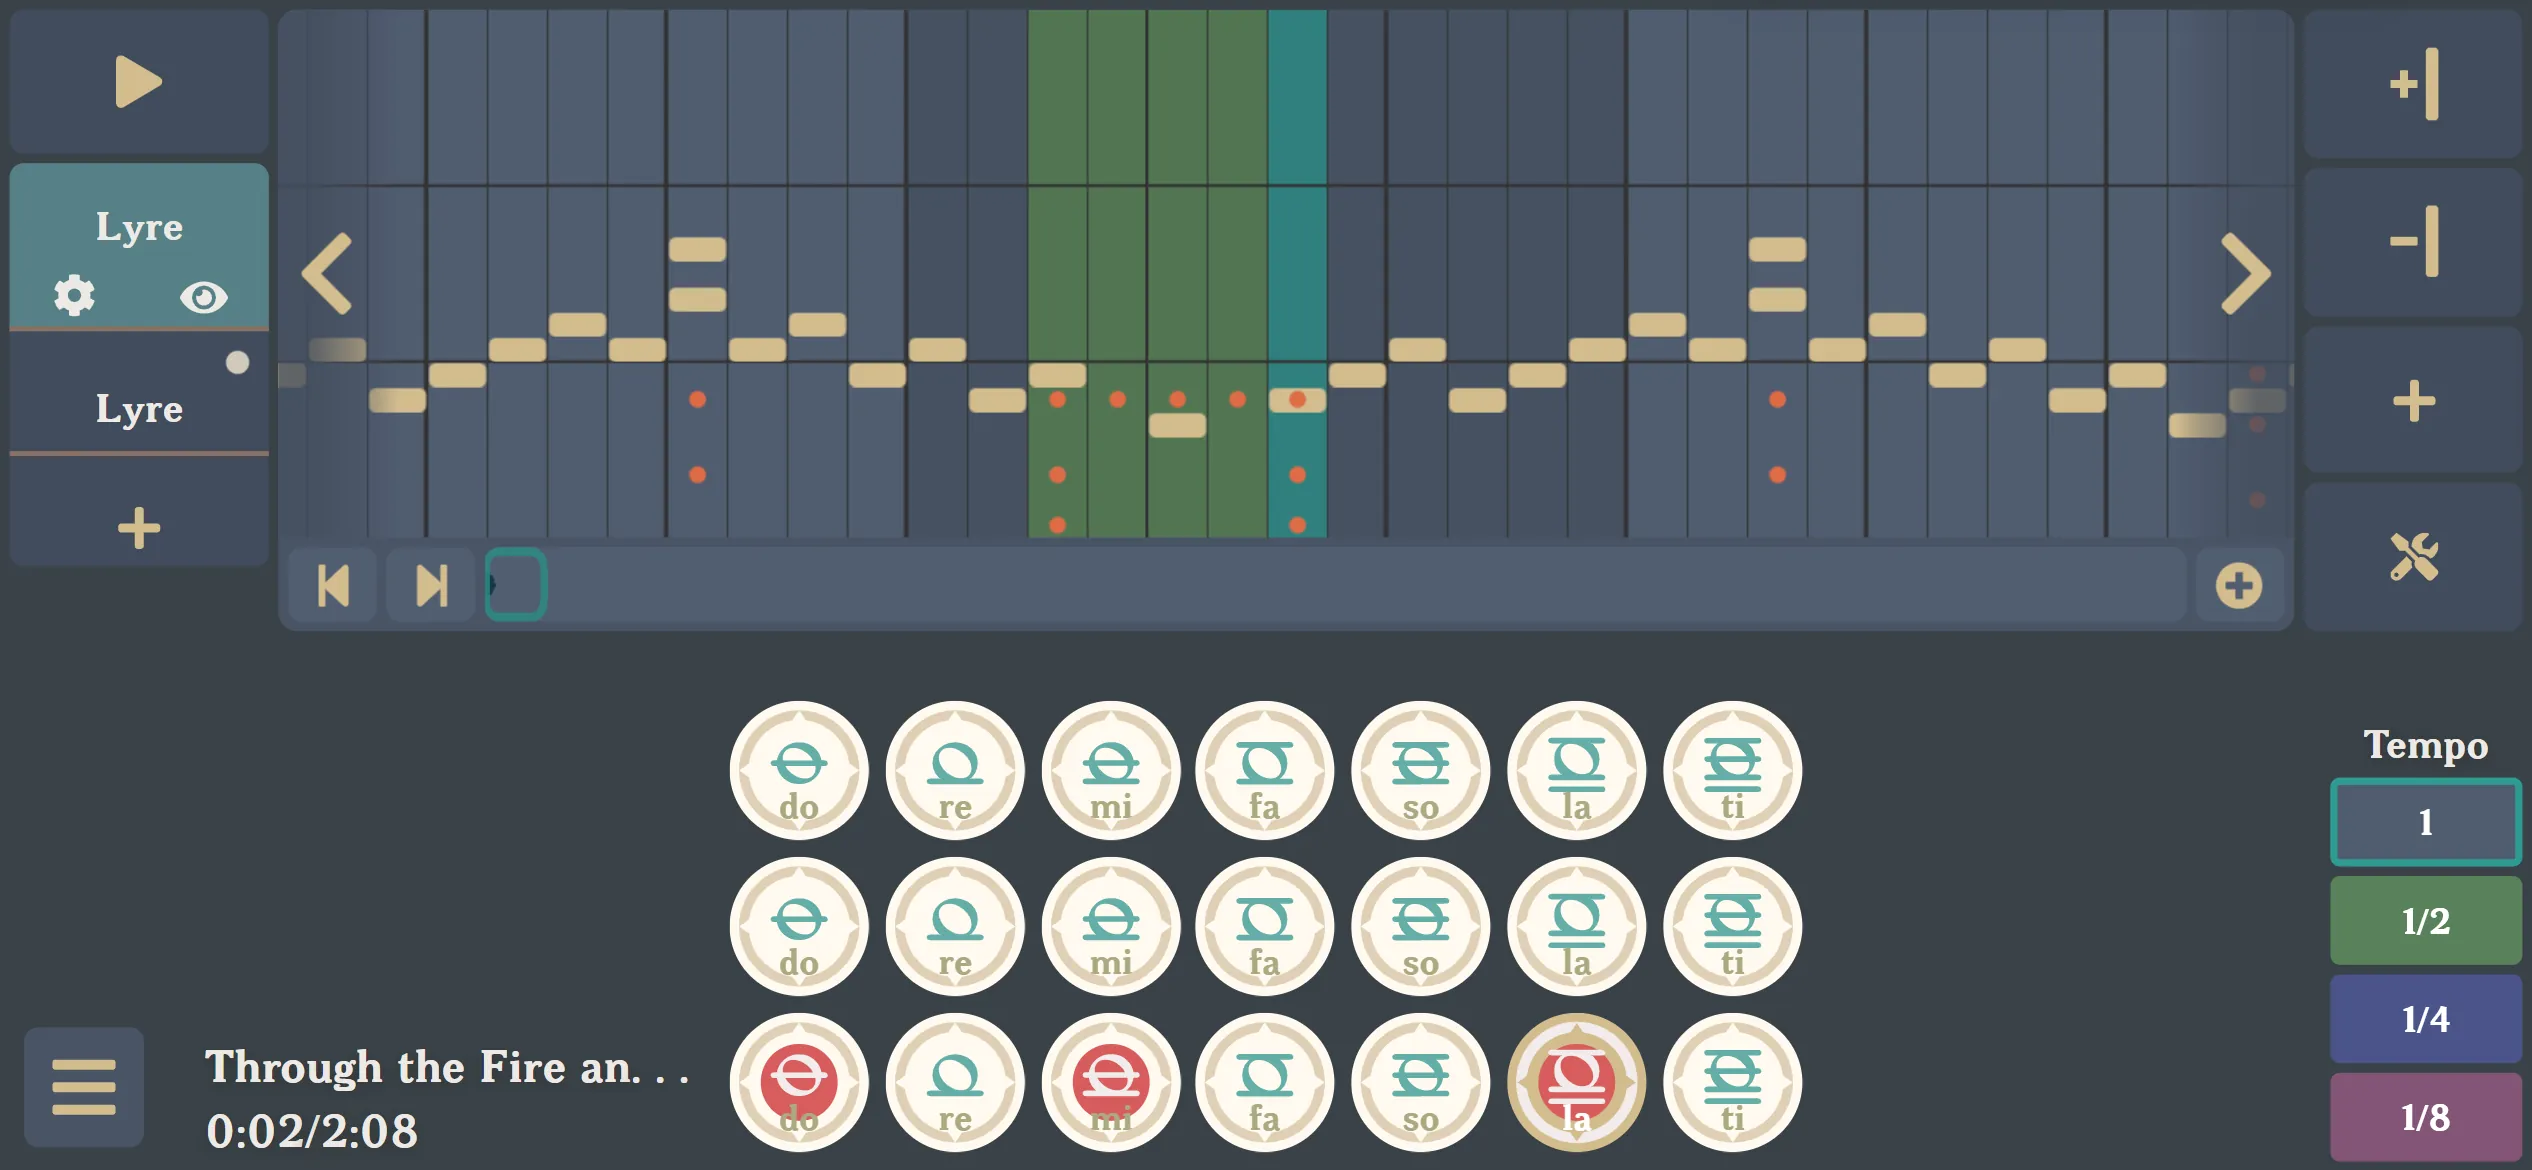 Lyre
Lyre
do re mi fa so la ti
do re mi fa so la ti
do re mi fa so la ti
Tempo
1
1/2
1/4
1/8
Through the Fire an. . .
0:02/2:08